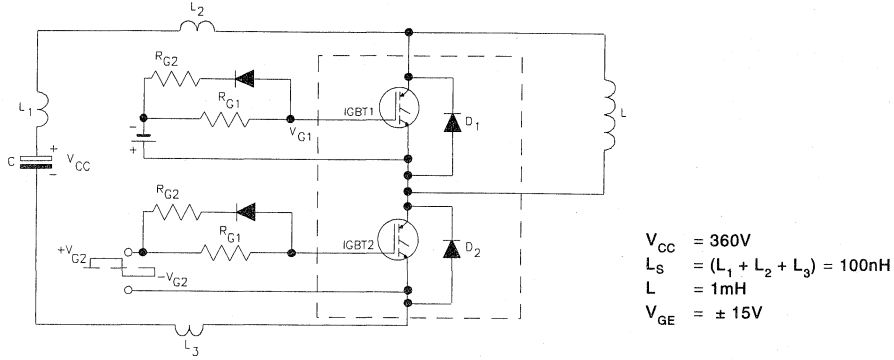 L2
RG2
RG1
L1
IGBT1
VG1
D1
L
-
+
C
+
VCC
-
RG2
RG1
IGBT2
D2
+VG2
-VG2
L3
VCC = 360V
LS = (L1 + L2 + L3) = 100nH
L = 1mH
VGE = ± 15V